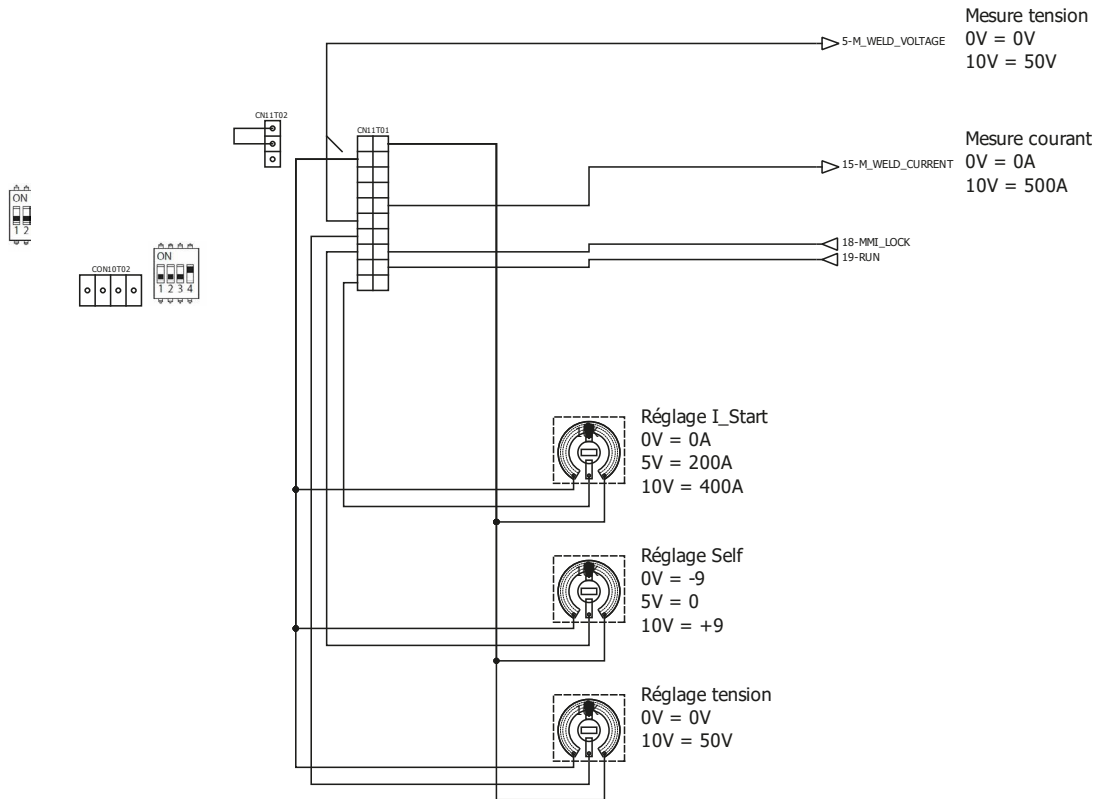 Mesure tension
0V = 0V
10V = 50V
5-M_WELD_VOLTAGE
CN11T02
CN11T01
Mesure courant
0V = 0A
10V = 500A
15-M_WELD_CURRENT
ON
1 2
18-MMI_LOCK
19-RUN
ON
1 2 3 4
CON10T02
Réglage I_Start
0V = 0A
5V = 200A
10V = 400A
Réglage Self
0V = -9
5V = 0
10V = +9
Réglage tension
0V = 0V
10V = 50V